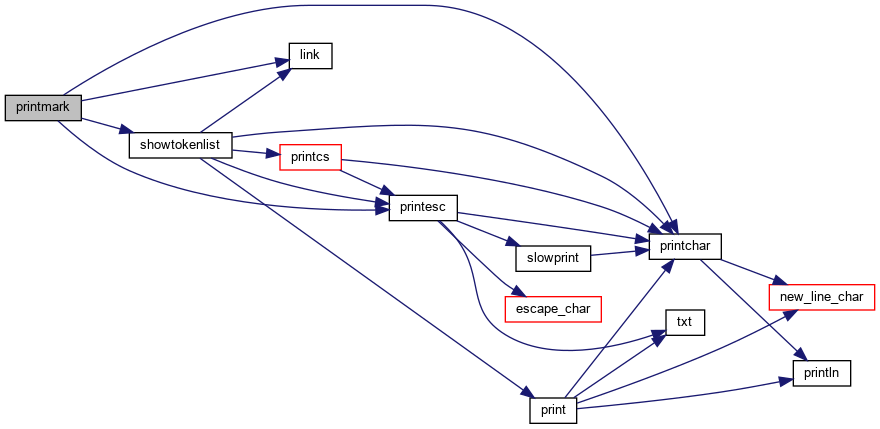 link
printmark
showtokenlist
printcs
printesc
printchar
slowprint
new_line_char
escape_char
txt
println
print